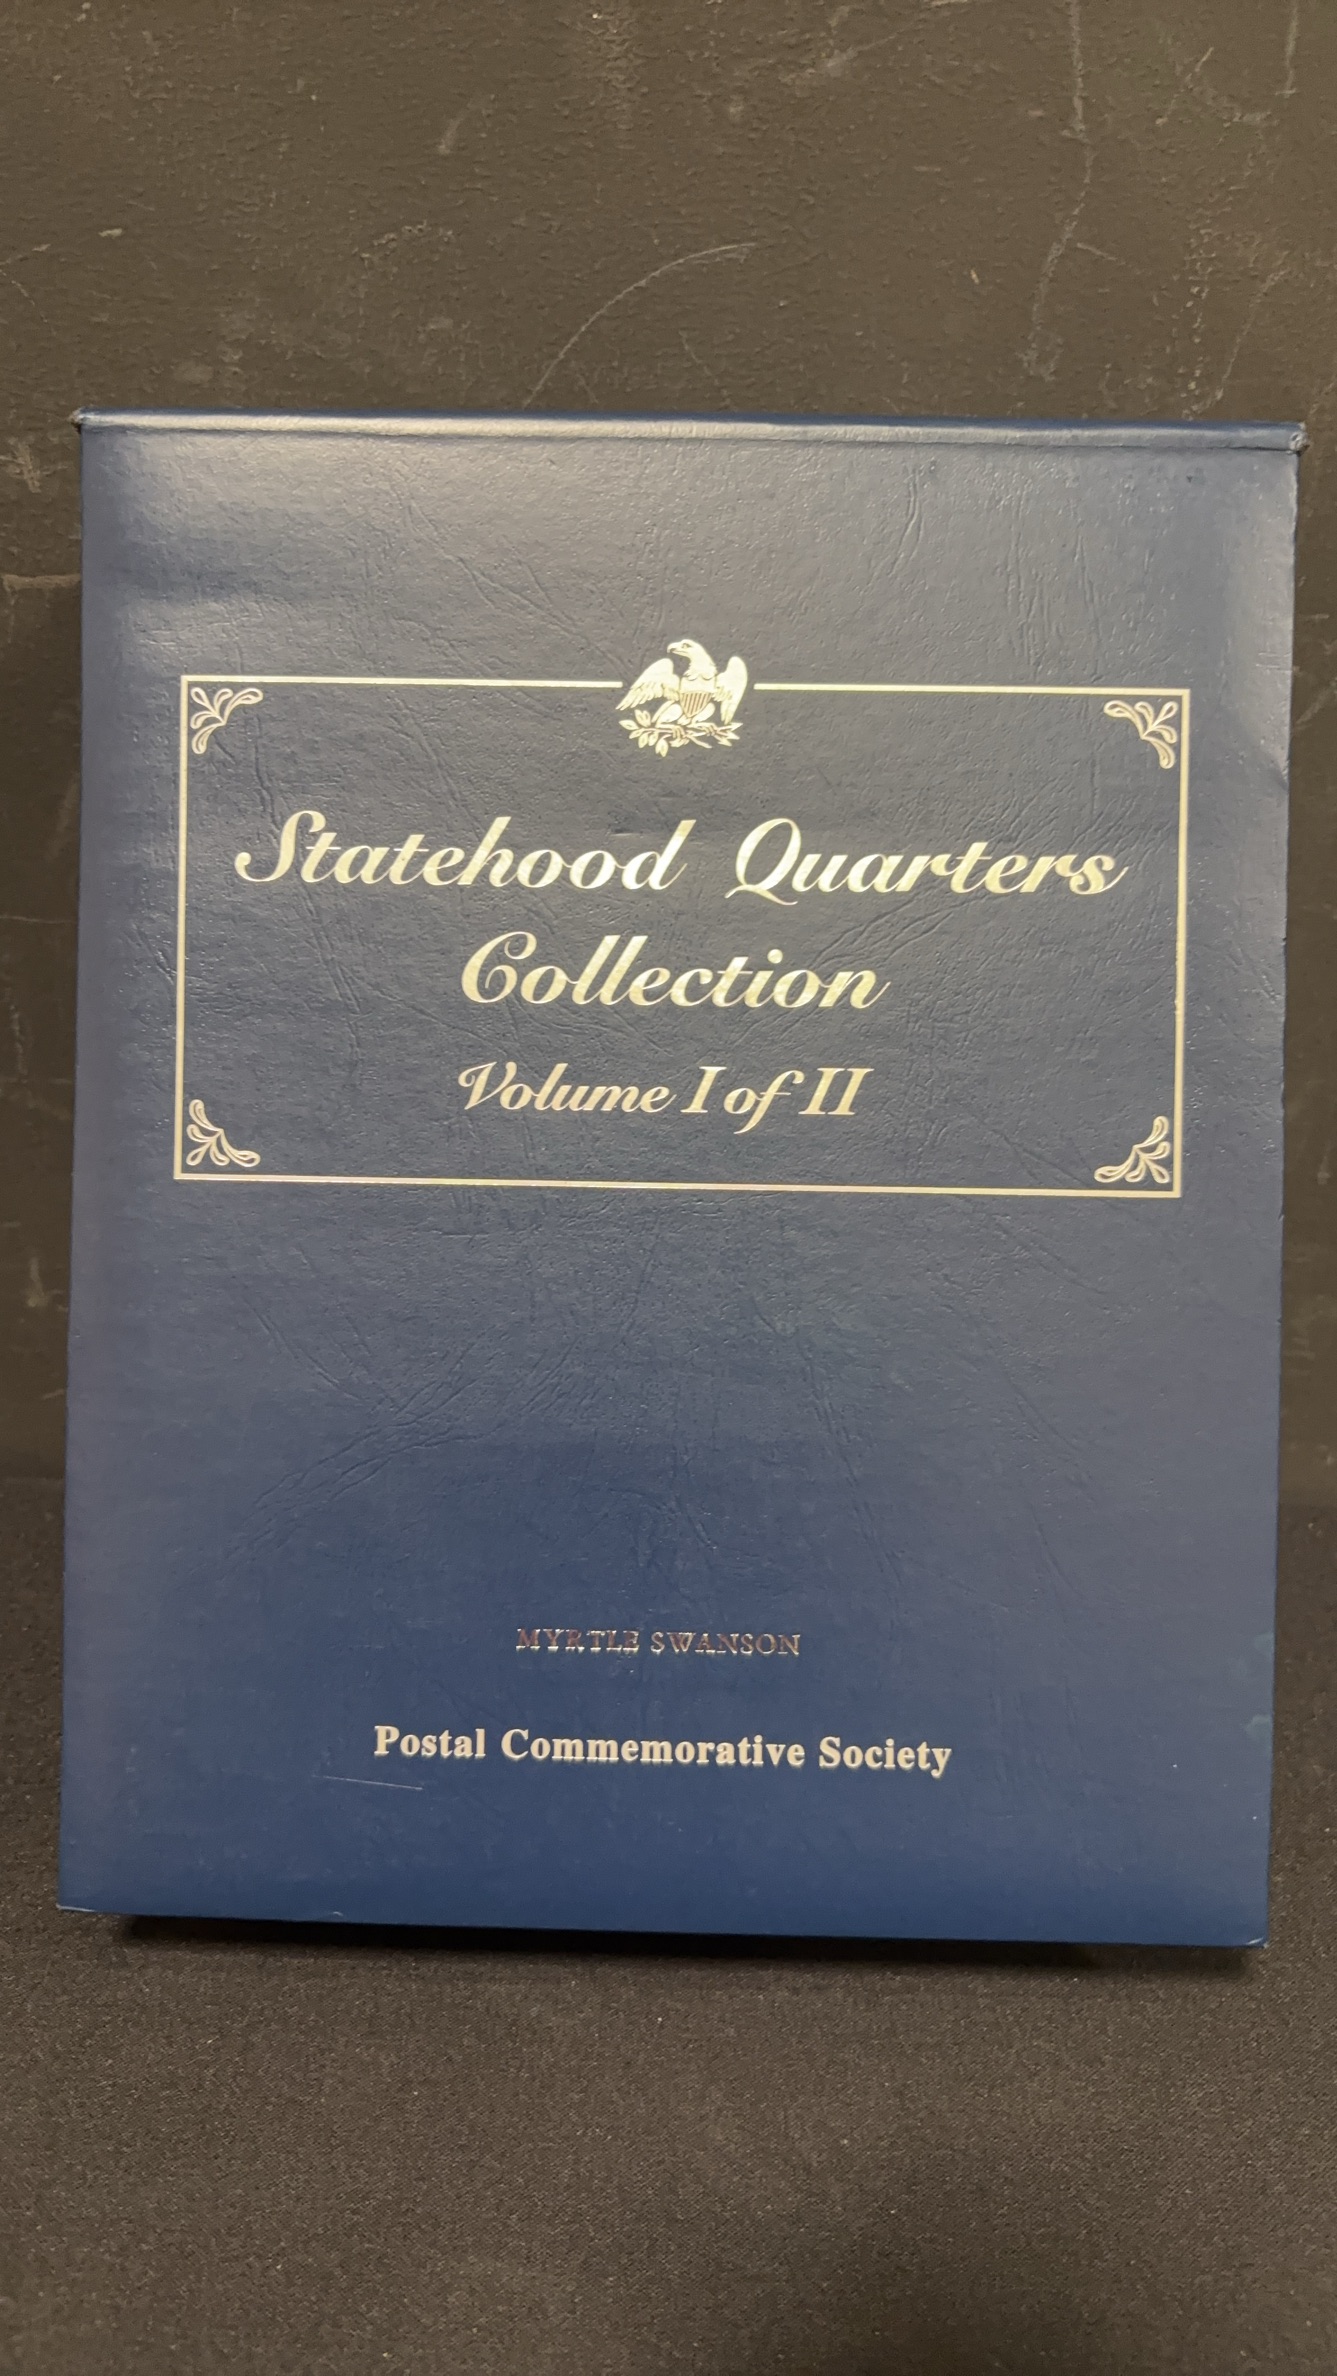 Statehood Quarters
Collection
Volume I of II
MYRTLE SWANSON
Postal Commemorative Society